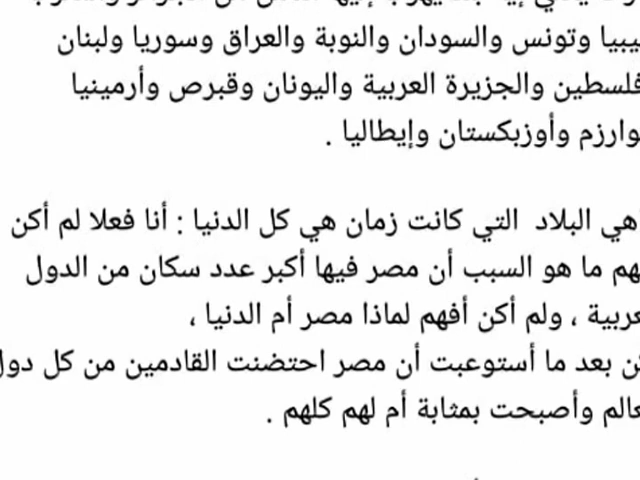 يبيا وتونس والسودان والنوبة والعراق وسوريا ولبنان
فلسطين والجزيرة العربية واليونان وقبرص وأرمينيا
وارزم وأوزبكستان وإيطاليا .
هي البلاد التي كانت زمان هي كل الدنيا : أنا فعلا لم أكن
هم ما هو السبب أن مصر فيها أكبر عدد سكان من الدول
عربية ، ولم أكن أفهم لماذا مصر أم الدنيا ،
ن بعد ما أستوعبت أن مصر احتضنت القادمين من كل دول
عالم وأصبحت بمثابة أم لهم كلهم .